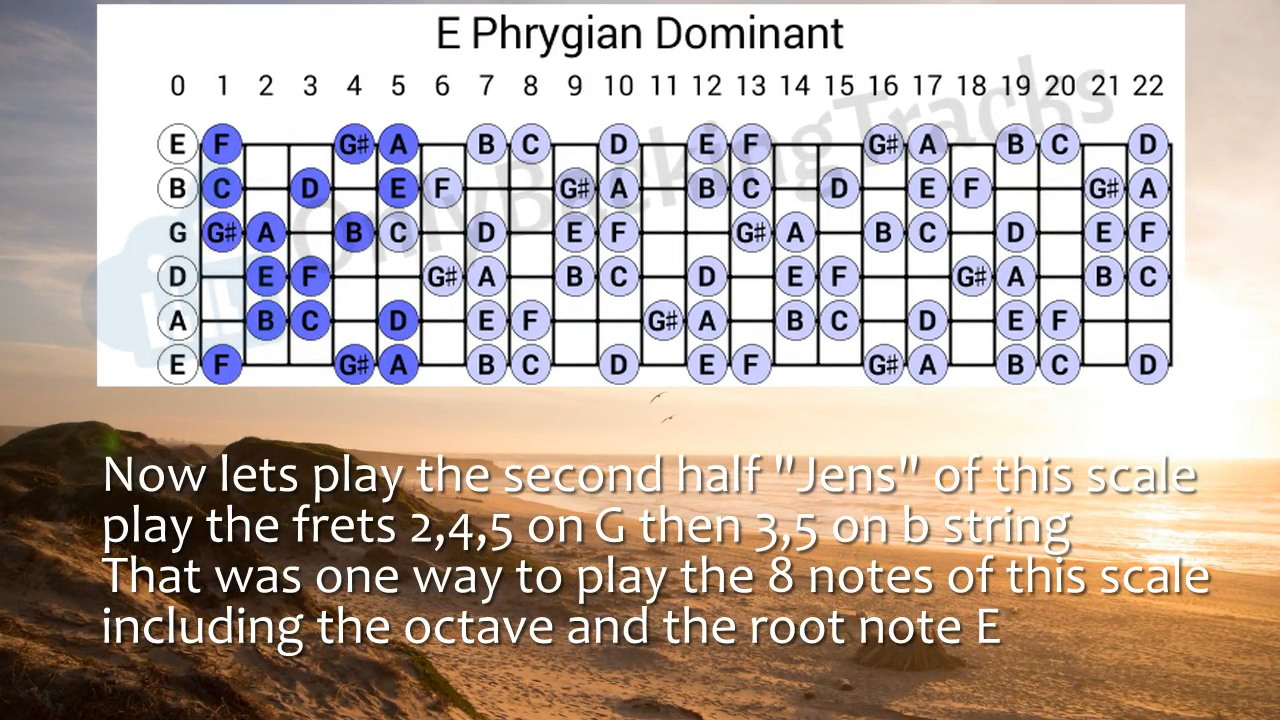 E Phrygian Dominant
0 1 2 3 4 5 6 7 8 9 10 11 12 13 14 15 16 17 18 19 20 21 22
E F G# A B C D E F G# A B C D
B C D E F G# A B C D E F G# A
G G# A B C D E F G# A B C D E F
D E F G# A B C D E F G# A B C
A B C D E F G# A B C D E F
E F G# A B C D E F G# A B C D
OnlyBackingTracks
Now lets play the second half "Jens" of this scale
play the frets 2,4,5 on G then 3,5 on b string
That was one way to play the 8 notes of this scale
including the octave and the root note E